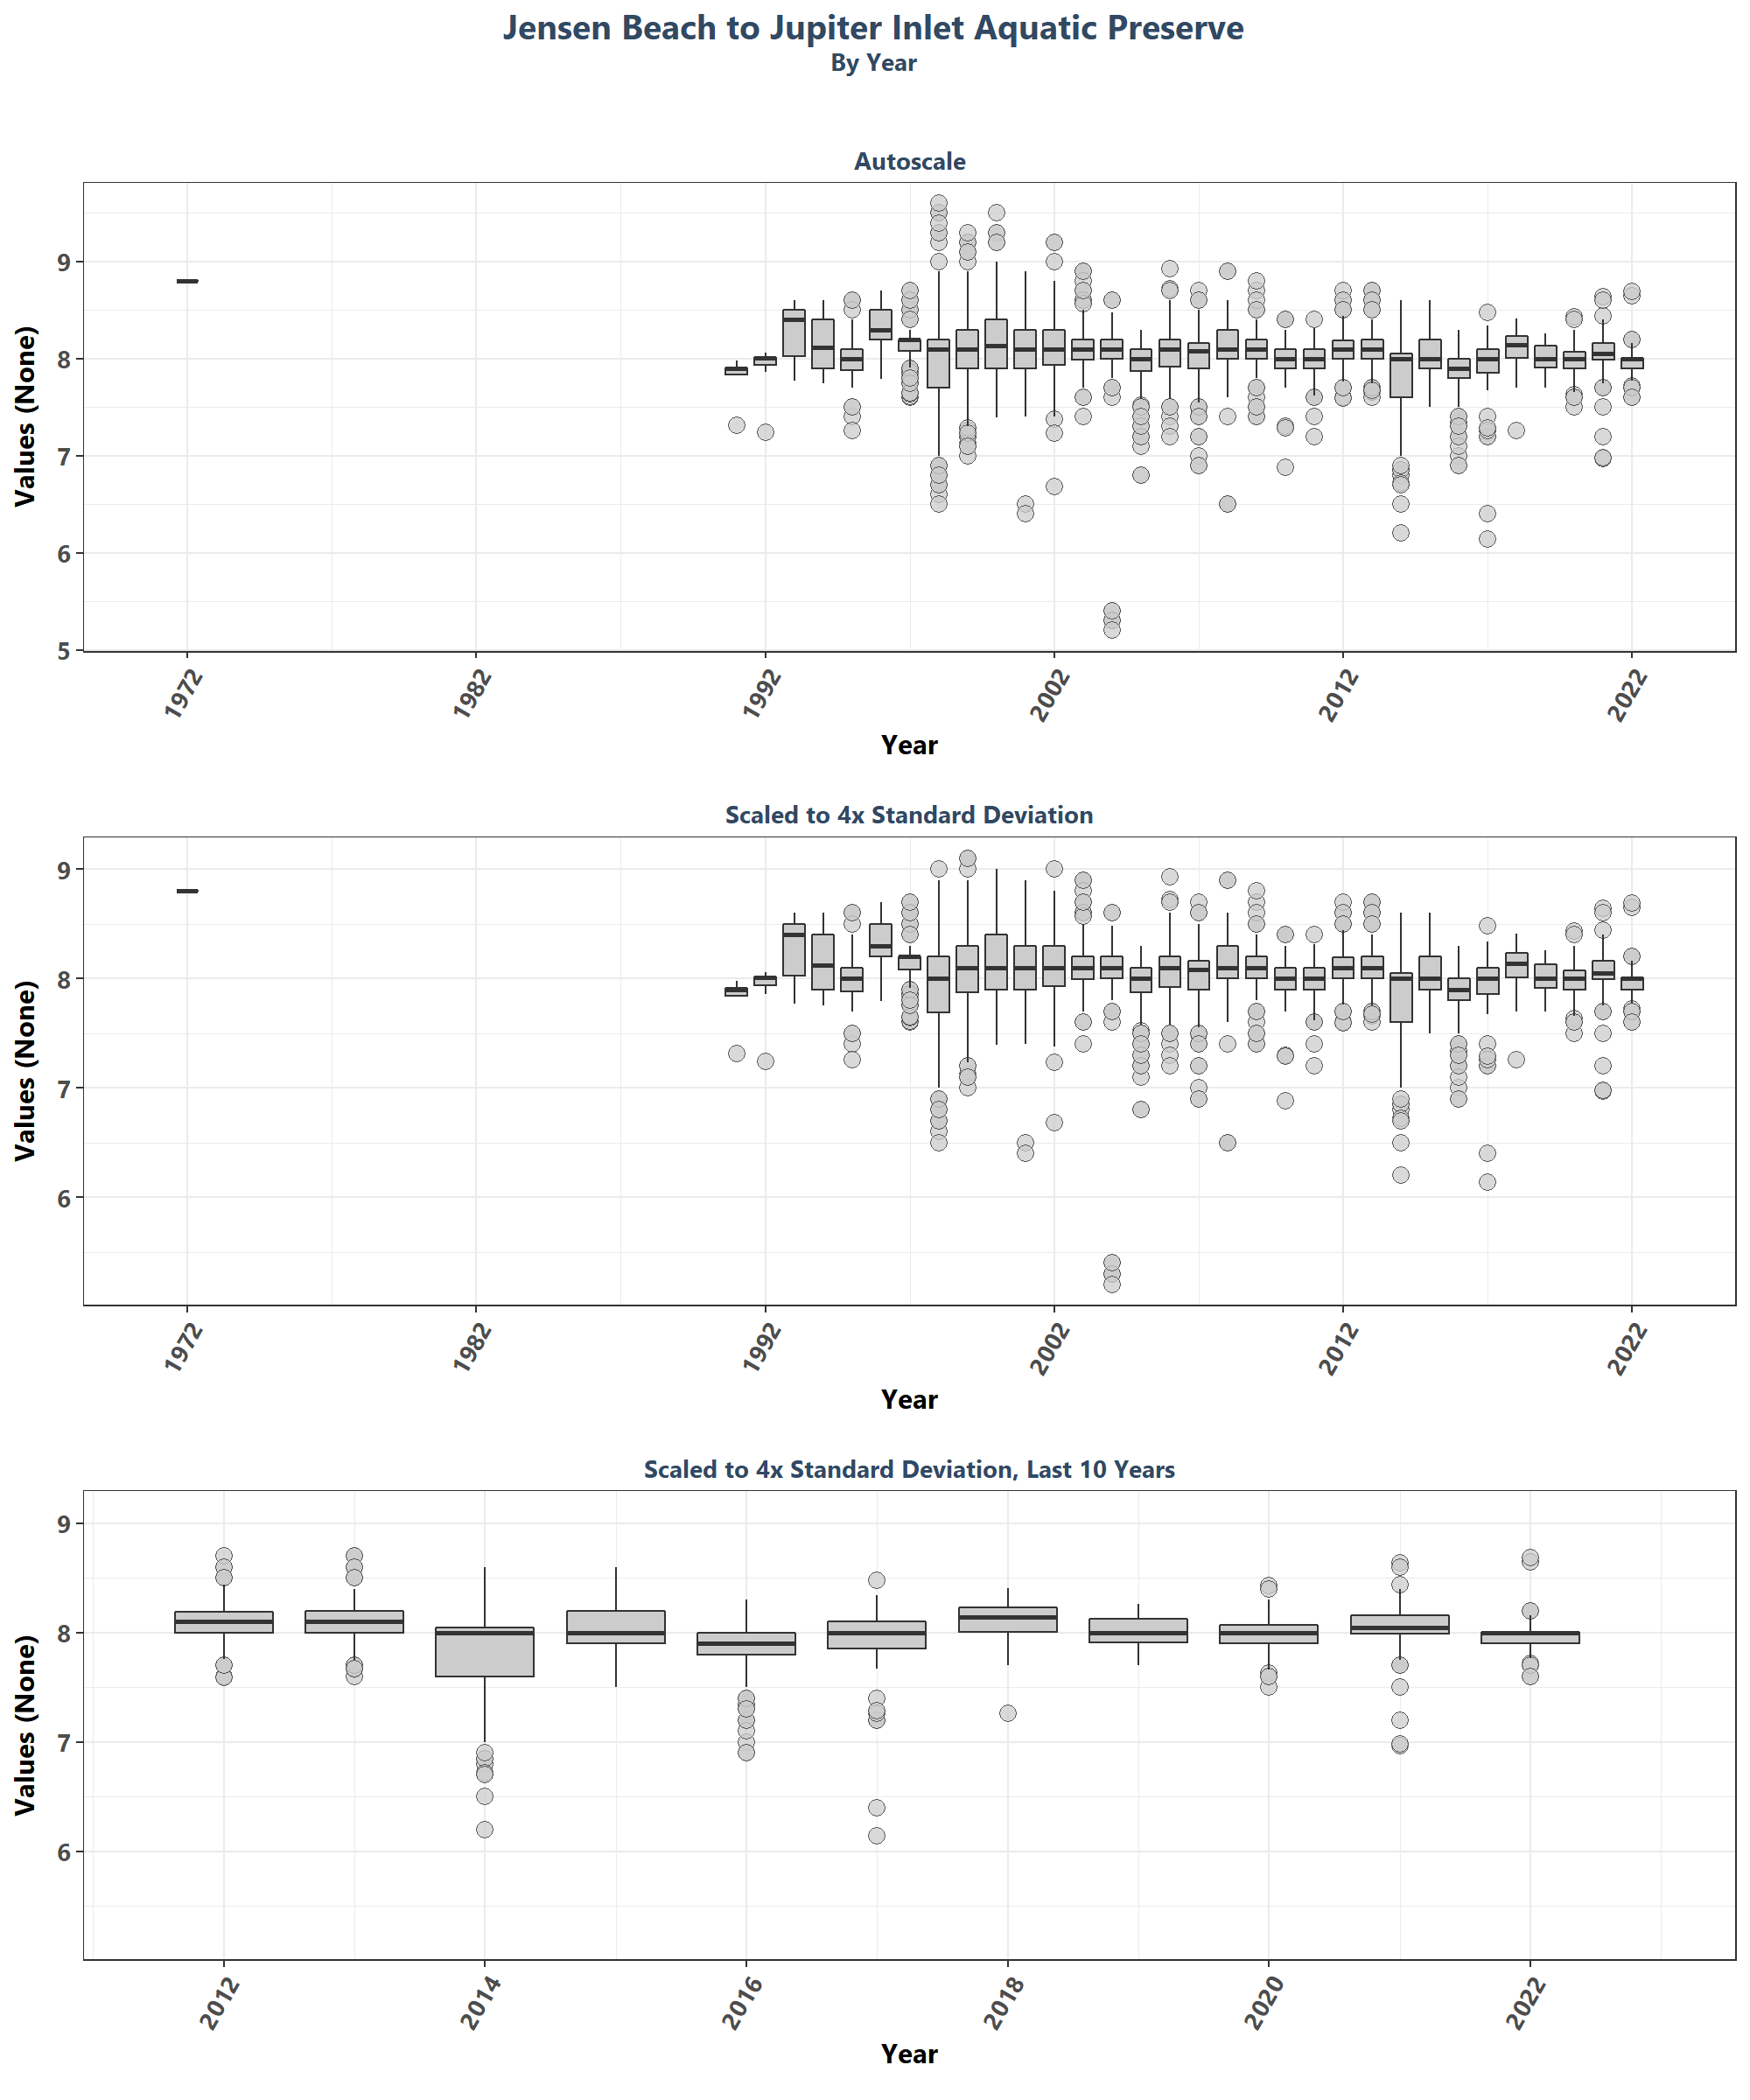 Jensen Beach to Jupiter Inlet Aquatic Preserve
By Year
Autoscale
Values (None)
9
8
7
6
5
1972
1982
1992
2002
2012
2022
Year
Scaled to 4x Standard Deviation
Values (None)
9
8
7
6
1972
1982
1992
2002
2012
2022
Year
Scaled to 4x Standard Deviation, Last 10 Years
Values (None)
9
8
7
6
2012
2014
2016
2018
2020
2022
Year